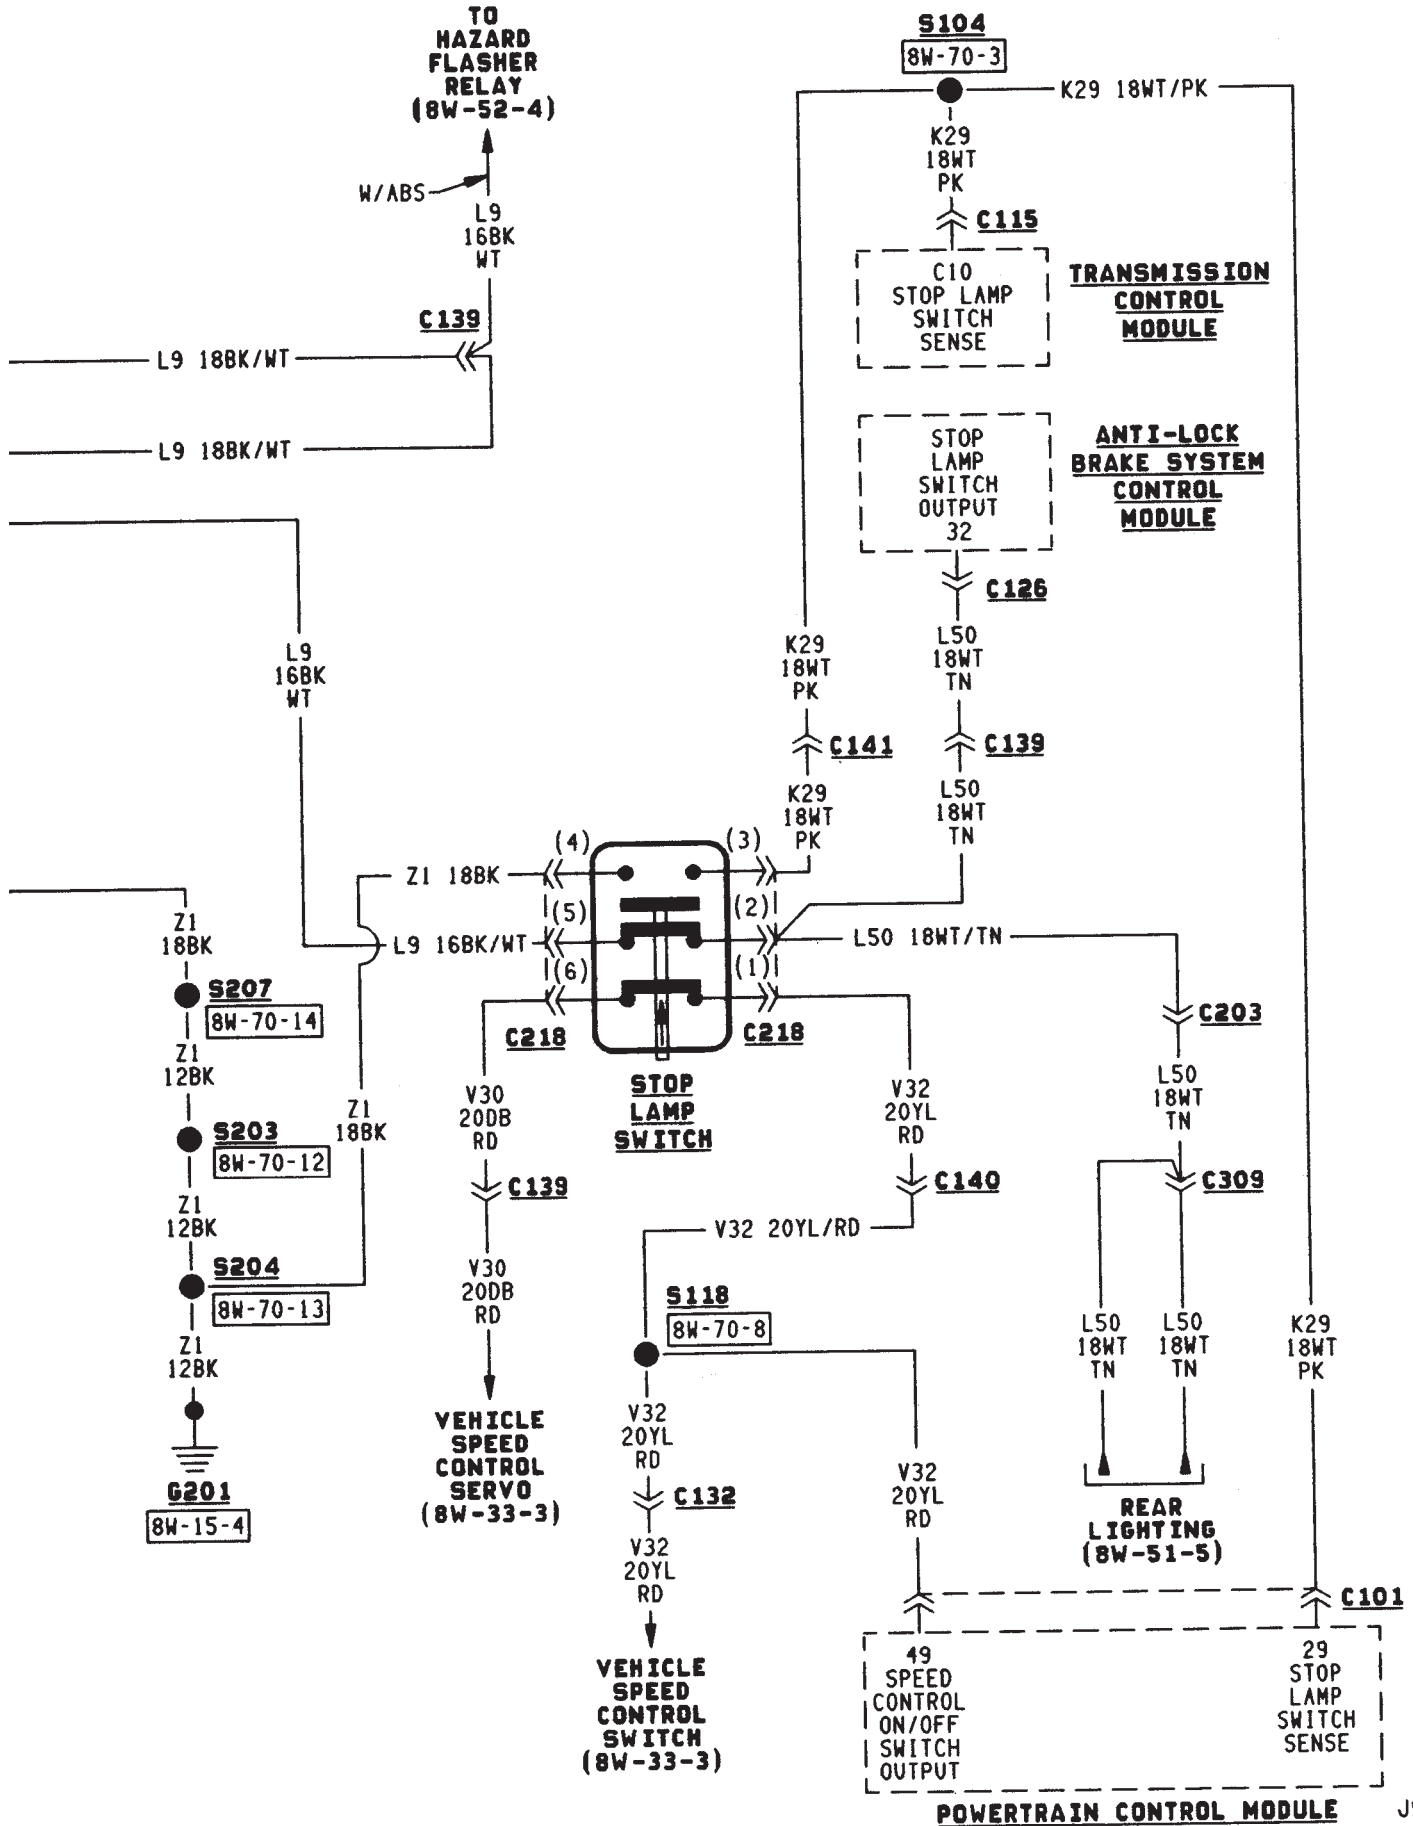 TO
HAZARD
FLASHER
RELAY
(8W-52-4)
W/ABS
L9
16BK
WT
C139
L9 18BK/WT
L9 18BK/WT
L9
16BK
WT
S104
8W-70-3
K29 18WT/PK
K29
18WT
PK
C115
C10
STOP LAMP
SWITCH
SENSE
TRANSMISSION
CONTROL
MODULE
STOP
LAMP
SWITCH
OUTPUT
32
ANTI-LOCK
BRAKE SYSTEM
CONTROL
MODULE
C126
L50
18WT
TN
K29
18WT
PK
C141
C139
K29
18WT
PK
L50
18WT
TN
(4)
(3)
Z1 18BK
(5)
(2)
L9 16BK/WT
L50 18WT/TN
(6)
(1)
C218
C218
STOP
LAMP
SWITCH
Z1
18BK
S207
8W-70-14
Z1
12BK
S203
8W-70-12
Z1
12BK
S204
8W-70-13
Z1
12BK
G201
8W-15-4
Z1
18BK
V30
20DB
RD
C139
V30
20DB
RD
VEHICLE
SPEED
CONTROL
SERVO
(8W-33-3)
V32
20YL
RD
C140
V32 20YL/RD
S118
8W-70-8
V32
20YL
RD
C132
V32
20YL
RD
VEHICLE
SPEED
CONTROL
SWITCH
(8W-33-3)
V32
20YL
RD
C203
L50
18WT
TN
C309
L50
18WT
TN
L50
18WT
TN
REAR
LIGHTING
(8W-51-5)
K29
18WT
PK
C101
49
SPEED
CONTROL
ON/OFF
SWITCH
OUTPUT
29
STOP
LAMP
SWITCH
SENSE
POWERTRAIN CONTROL MODULE